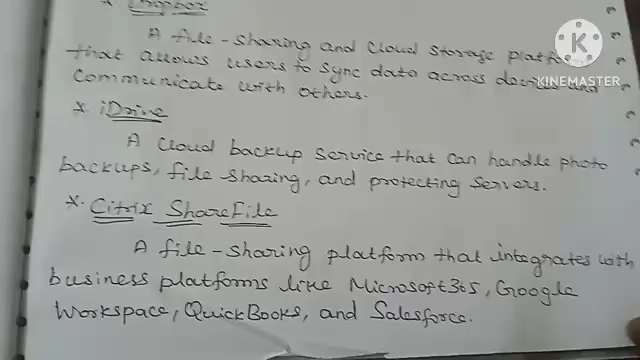 * Dropbox
A file-sharing and cloud storage platform
that allows users to sync data across devices and
communicate with others.
* iDrive
A cloud backup service that can handle photo
backups, file sharing, and protecting servers.
*. Citrix ShareFile
A file-sharing platform that integrates with
business platforms like Microsoft 365, Google
Workspace, QuickBooks, and Salesforce.
KINEMASTER